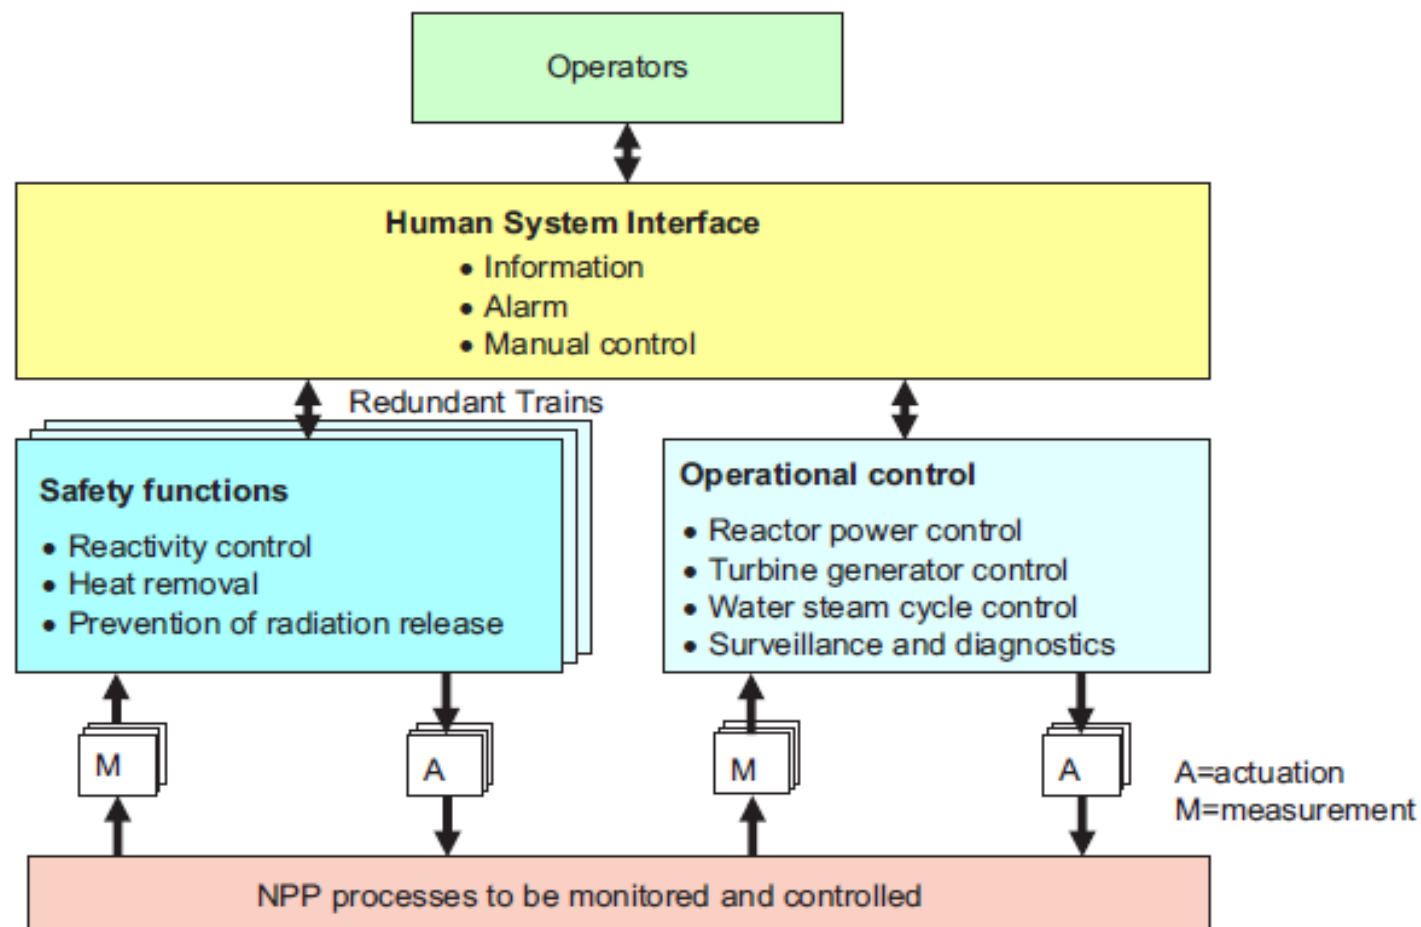 Operators
Human System Interface
• Information
• Alarm
• Manual control
Redundant Trains
Safety functions
• Reactivity control
• Heat removal
• Prevention of radiation release
Operational control
• Reactor power control
• Turbine generator control
• Water steam cycle control
• Surveillance and diagnostics
M
A
M
A
A=actuation
M=measurement
NPP processes to be monitored and controlled